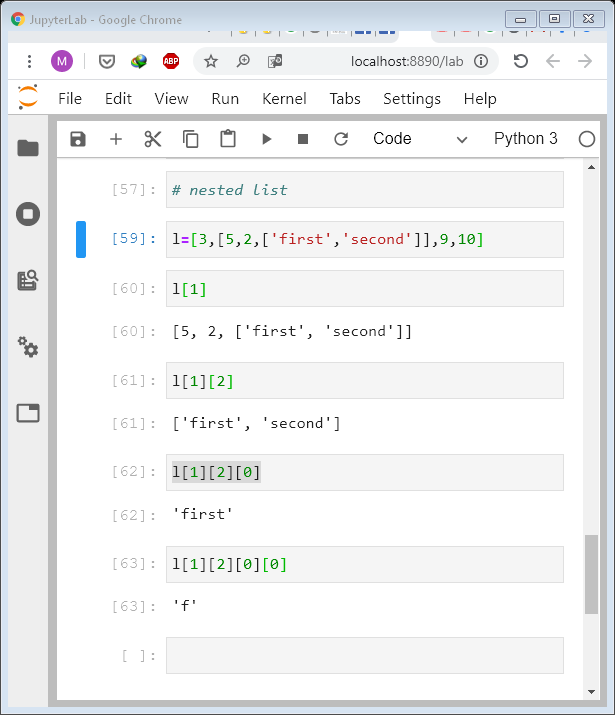 JupyterLab - Google Chrome
M
ABP
localhost:8890/lab
File Edit View Run Kernel Tabs Settings Help
Code Python 3
[57]: # nested list
[59]: l=[3,[5,2,['first','second']],9,10]
[60]: l[1]
[60]: [5, 2, ['first', 'second']]
[61]: l[1][2]
[61]: ['first', 'second']
[62]: l[1][2][0]
[62]: 'first'
[63]: l[1][2][0][0]
[63]: 'f'
[ ]: